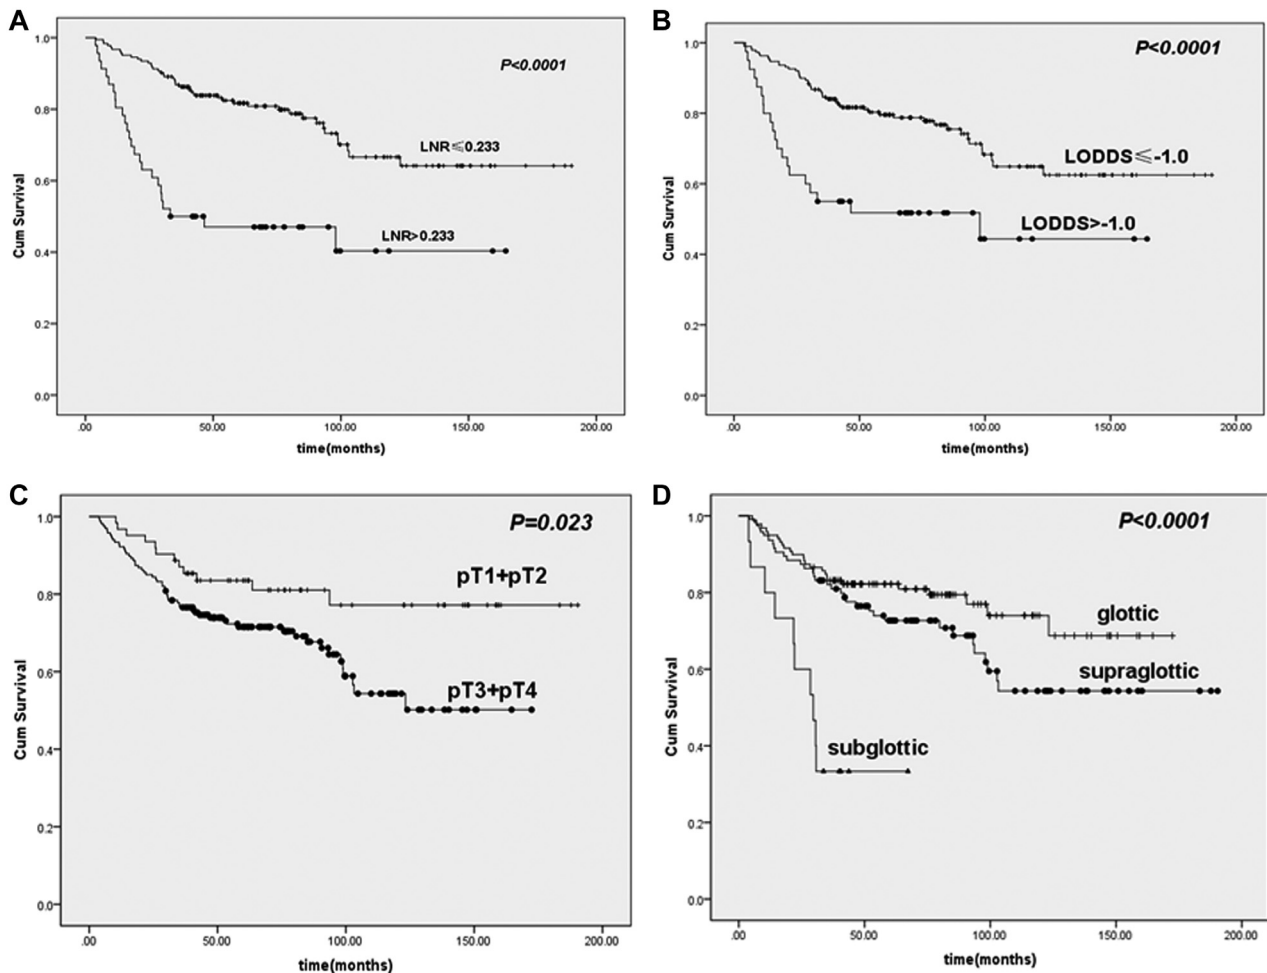 A
P<0.0001
LNR≤0.233
LNR>0.233
Cum Survival
1.0
0.8
0.6
0.4
0.2
0.0
.00 50.00 100.00 150.00 200.00
time(months)
B
P<0.0001
LODDS≤-1.0
LODDS>-1.0
Cum Survival
1.0
0.8
0.6
0.4
0.2
0.0
.00 50.00 100.00 150.00 200.00
time(months)
C
P=0.023
pT1+pT2
pT3+pT4
Cum Survival
1.0
0.8
0.6
0.4
0.2
0.0
.00 50.00 100.00 150.00 200.00
time(months)
D
P<0.0001
glottic
supraglottic
subglottic
Cum Survival
1.0
0.8
0.6
0.4
0.2
0.0
.00 50.00 100.00 150.00 200.00
time(months)